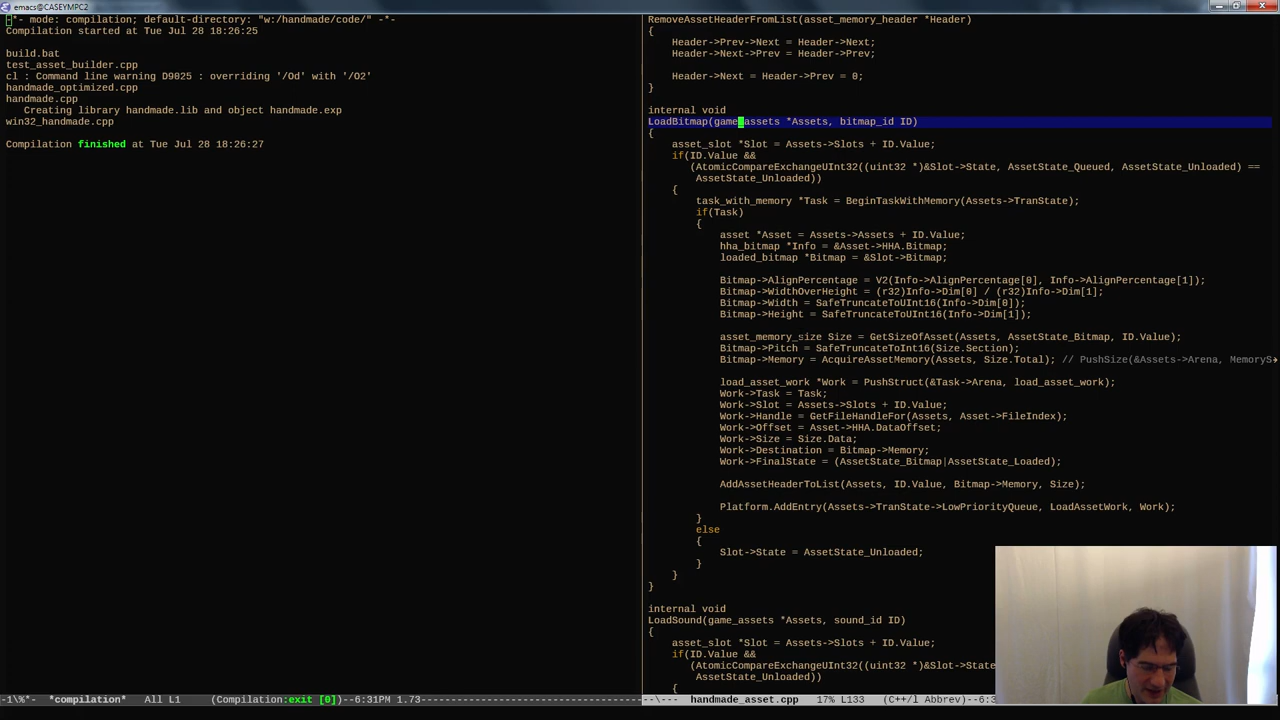 emacs@CASEYMPC2
-*- mode: compilation; default-directory: "w:/handmade/code/" -*-
Compilation started at Tue Jul 28 18:26:25
build.bat
test_asset_builder.cpp
cl : Command line warning D9025 : overriding '/Od' with '/O2'
handmade_optimized.cpp
handmade.cpp
Creating library handmade.lib and object handmade.exp
win32_handmade.cpp
Compilation finished at Tue Jul 28 18:26:27
-1\%*-  *compilation*  All L1  (Compilation:exit [0])--6:31PM 1.73
RemoveAssetHeaderFromList(asset_memory_header *Header)
{
Header->Prev->Next = Header->Next;
Header->Next->Prev = Header->Prev;
Header->Next = Header->Prev = 0;
}
internal void
LoadBitmap(game_assets *Assets, bitmap_id ID)
{
asset_slot *Slot = Assets->Slots + ID.Value;
if(ID.Value &&
(AtomicCompareExchangeUInt32((uint32 *)&Slot->State, AssetState_Queued, AssetState_Unloaded) ==
AssetState_Unloaded))
{
task_with_memory *Task = BeginTaskWithMemory(Assets->TranState);
if(Task)
{
asset *Asset = Assets->Assets + ID.Value;
hha_bitmap *Info = &Asset->HHA.Bitmap;
loaded_bitmap *Bitmap = &Slot->Bitmap;
Bitmap->AlignPercentage = V2(Info->AlignPercentage[0], Info->AlignPercentage[1]);
Bitmap->WidthOverHeight = (r32)Info->Dim[0] / (r32)Info->Dim[1];
Bitmap->Width = SafeTruncateToUInt16(Info->Dim[0]);
Bitmap->Height = SafeTruncateToUInt16(Info->Dim[1]);
asset_memory_size Size = GetSizeOfAsset(Assets, AssetState_Bitmap, ID.Value);
Bitmap->Pitch = SafeTruncateToInt16(Size.Section);
Bitmap->Memory = AcquireAssetMemory(Assets, Size.Total); // PushSize(&Assets->Arena, MemoryS
load_asset_work *Work = PushStruct(&Task->Arena, load_asset_work);
Work->Task = Task;
Work->Slot = Assets->Slots + ID.Value;
Work->Handle = GetFileHandleFor(Assets, Asset->FileIndex);
Work->Offset = Asset->HHA.DataOffset;
Work->Size = Size.Data;
Work->Destination = Bitmap->Memory;
Work->FinalState = (AssetState_Bitmap|AssetState_Loaded);
AddAssetHeaderToList(Assets, ID.Value, Bitmap->Memory, Size);
Platform.AddEntry(Assets->TranState->LowPriorityQueue, LoadAssetWork, Work);
}
else
{
Slot->State = AssetState_Unloaded;
}
}
}
internal void
LoadSound(game_assets *Assets, sound_id ID)
{
asset_slot *Slot = Assets->Slots + ID.Value;
if(ID.Value &&
(AtomicCompareExchangeUInt32((uint32 *)&Slot->State
AssetState_Unloaded))
{
--\---  handmade_asset.cpp  17% L133  (C++/l Abbrev)--6:3